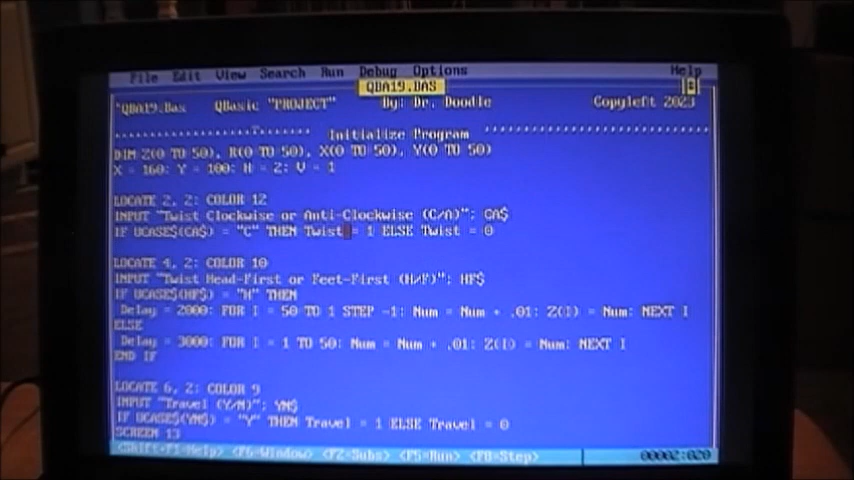 File Edit View Search Run Debug Options Help
QBA19.BAS
'QBA19.Bas QBasic "PROJECT" By: Dr. Doodle Copyleft 2023
Initialize Program
DIM Z(0 TO 50), R(0 TO 50), X(0 TO 50), Y(0 TO 50)
X = 160: Y = 100: H = 2: V = 1
LOCATE 2, 2: COLOR 12
INPUT "Twist Clockwise or Anti-Clockwise (C/A)"; CA$
IF UCASE$(CA$) = "C" THEN Twist = 1 ELSE Twist = 0
LOCATE 4, 2: COLOR 10
INPUT "Twist Head-First or Feet-First (H/F)"; HF$
IF UCASE$(HF$) = "H" THEN
Delay = 2000: FOR I = 50 TO 1 STEP -1: Num = Num + .01: Z(I) = Num: NEXT I
ELSE
Delay = 3000: FOR I = 1 TO 50: Num = Num + .01: Z(I) = Num: NEXT I
END IF
LOCATE 6, 2: COLOR 9
INPUT "Travel (Y/N)"; YN$
IF UCASE$(YN$) = "Y" THEN Travel = 1 ELSE Travel = 0
SCREEN 13
<Shift+F1=Help> <F6=Window> <F2=Subs> <F5=Run> <F8=Step> 00002:020